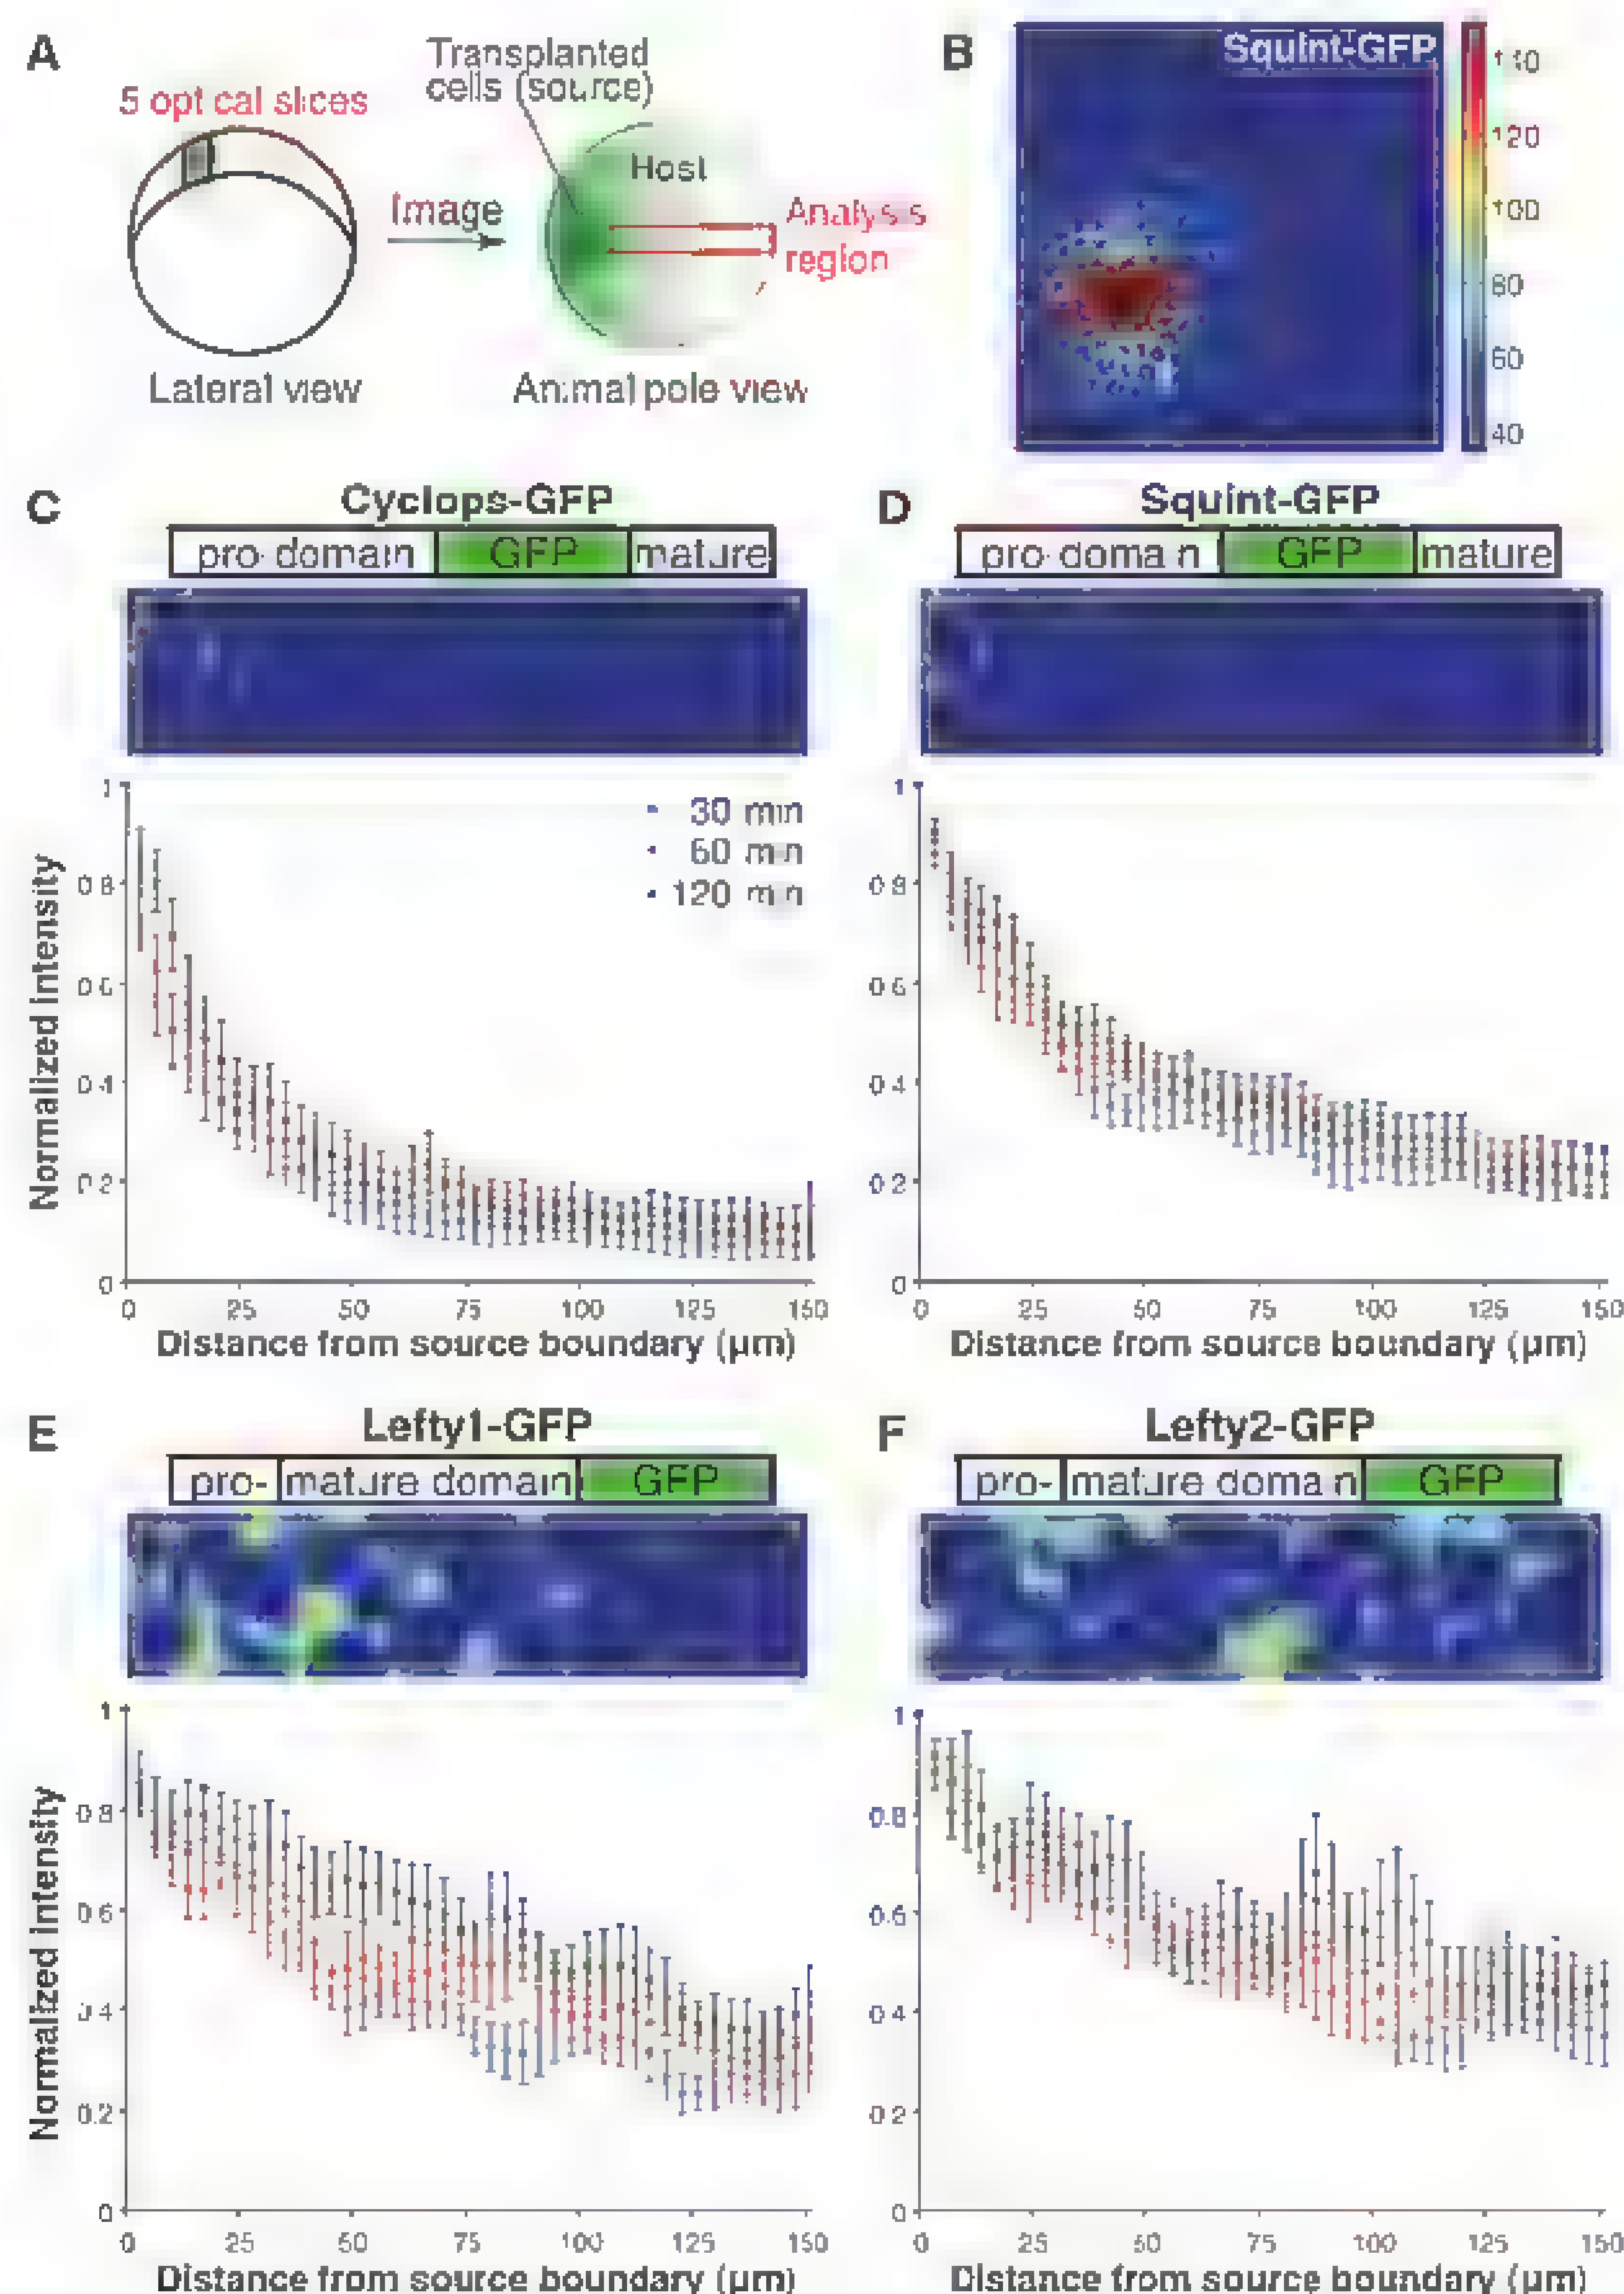 A
Transplanted
cells (source)
5 optical slices
Host
Image
Analysis
region
Lateral view
Animal pole view
B
Squint-GFP
120
100
80
60
40
C
Cyclops-GFP
pro-domain
GFP
mature
30 min
60 min
120 min
Normalized intensity
1
0.8
0.6
0.4
0.2
0
0
25
50
75
100
125
150
Distance from source boundary (µm)
D
Squint-GFP
pro-domain
GFP
mature
1
0.8
0.6
0.4
0.2
0
0
25
50
75
100
125
150
Distance from source boundary (µm)
E
Lefty1-GFP
pro-
mature domain
GFP
Normalized intensity
1
0.8
0.6
0.4
0.2
0
0
25
50
75
100
125
150
Distance from source boundary (µm)
F
Lefty2-GFP
pro-
mature domain
GFP
1
0.8
0.6
0.4
0.2
0
0
25
50
75
100
125
150
Distance from source boundary (µm)